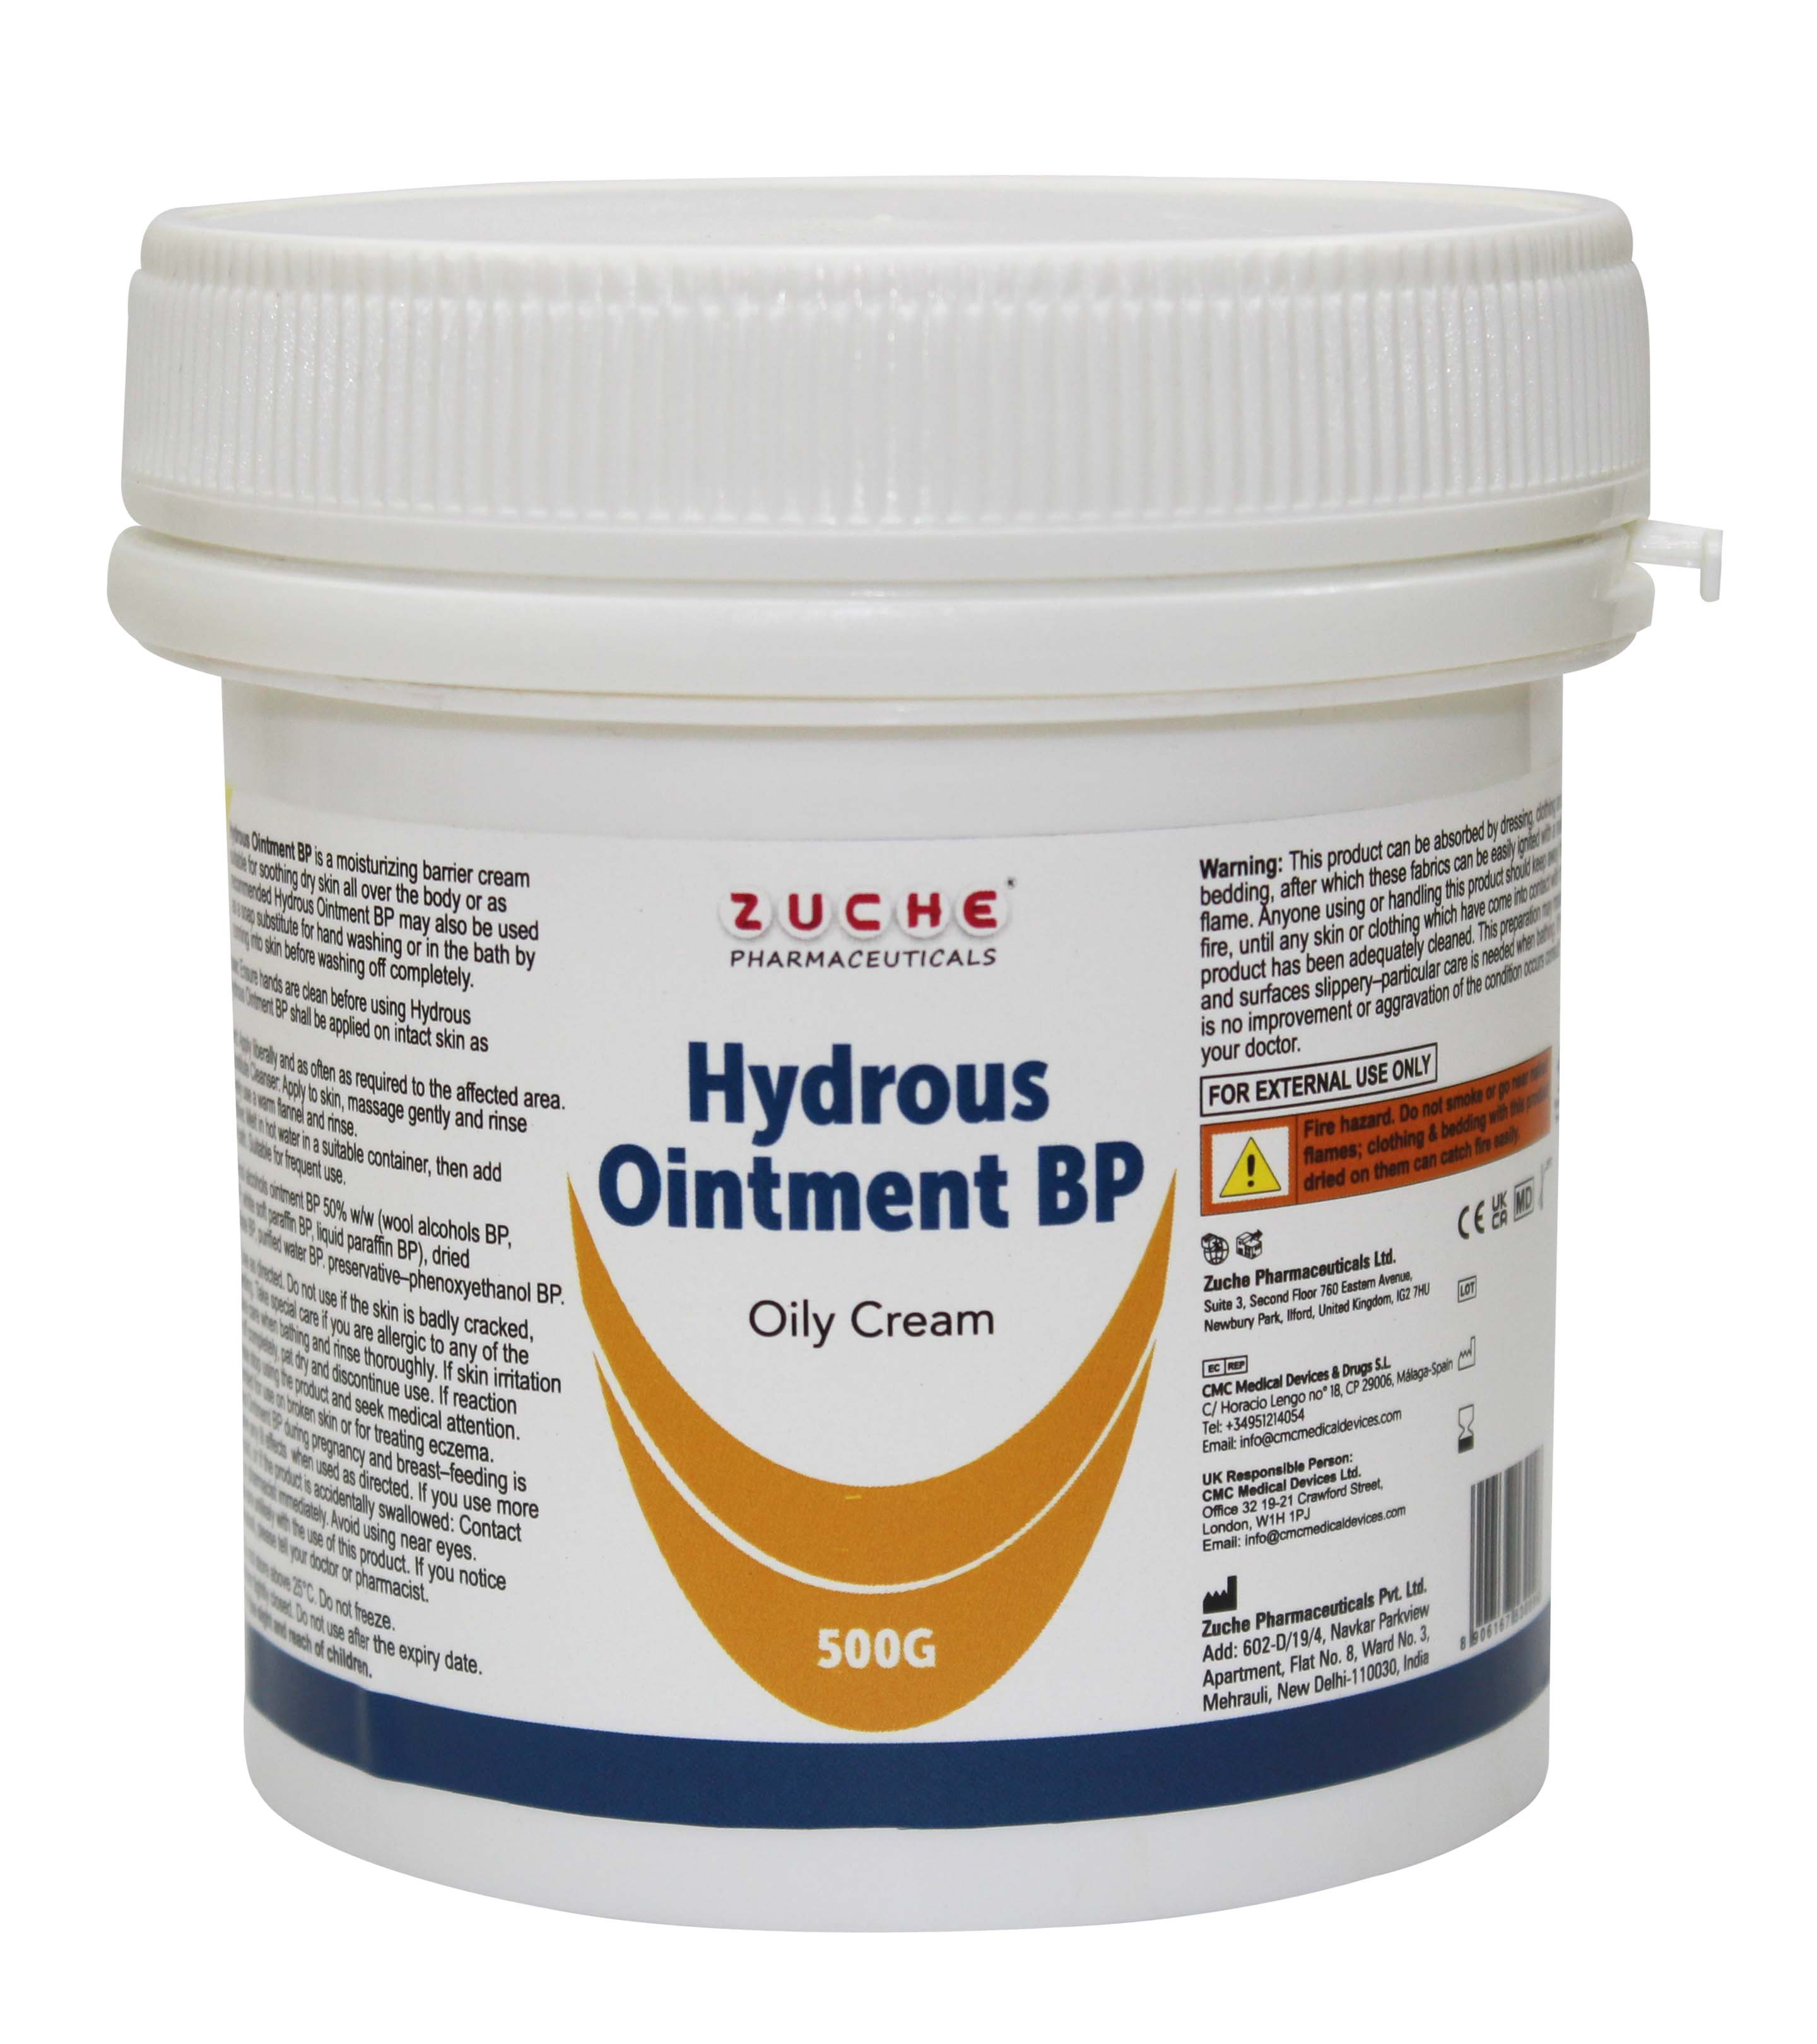 Ointment BP is a moisturizing barrier cream
for soothing dry skin all over the body or as
Hydrous Ointment BP may also be used
soap substitute for hand washing or in the bath by
into skin before washing off completely.
Ensure hands are clean before using Hydrous
Ointment BP shall be applied on intact skin as
liberally and as often as required to the affected area.
Cleanser: Apply to skin, massage gently and rinse
use a warm flannel and rinse.
in hot water in a suitable container, then add
Suitable for frequent use.
alcohols ointment BP 50% w/w (wool alcohols BP,
soft paraffin BP, liquid paraffin BP), dried
purified water BP. preservative–phenoxyethanol BP.
as directed. Do not use if the skin is badly cracked,
Take special care if you are allergic to any of the
when bathing and rinse thoroughly. If skin irritation
completely, pat dry and discontinue use. If reaction
using the product and seek medical attention.
for use on broken skin or for treating eczema.
BP during pregnancy and breast–feeding is
effects when used as directed. If you use more
If the product is accidentally swallowed: Contact
immediately. Avoid using near eyes.
with the use of this product. If you notice
please tell your doctor or pharmacist.
above 25°C. Do not freeze.
closed. Do not use after the expiry date.
sight and reach of children.
ZUCHE
PHARMACEUTICALS
Hydrous
Ointment BP
Oily Cream
500G
Warning: This product can be absorbed by dressing, clothing
bedding, after which these fabrics can be easily ignited with a
flame. Anyone using or handling this product should keep away
fire, until any skin or clothing which have come into contact with
product has been adequately cleaned. This preparation may
and surfaces slippery–particular care is needed when bathing.
is no improvement or aggravation of the condition occurs
your doctor.
FOR EXTERNAL USE ONLY
Fire hazard. Do not smoke or go near naked
flames; clothing & bedding with this product
dried on them can catch fire easily.
CE UK CA MD
Zuche Pharmaceuticals Ltd.
Suite 3, Second Floor 760 Eastern Avenue,
Newbury Park, Ilford, United Kingdom, IG2 7HU
LOT
EC REP
CMC Medical Devices & Drugs S.L
C/ Horacio Lengo no° 18, CP 29006, Málaga-Spain
Tel: +34951214054
Email: info@cmcmedicaldevices.com
UK Responsible Person:
CMC Medical Devices Ltd.
Office 32 19-21 Crawford Street,
London, W1H 1PJ
Email: info@cmcmedicaldevices.com
Zuche Pharmaceuticals Pvt. Ltd.
Add: 602-D/19/4, Navkar Parkview
Apartment, Flat No. 8, Ward No. 3,
Mehrauli, New Delhi-110030, India